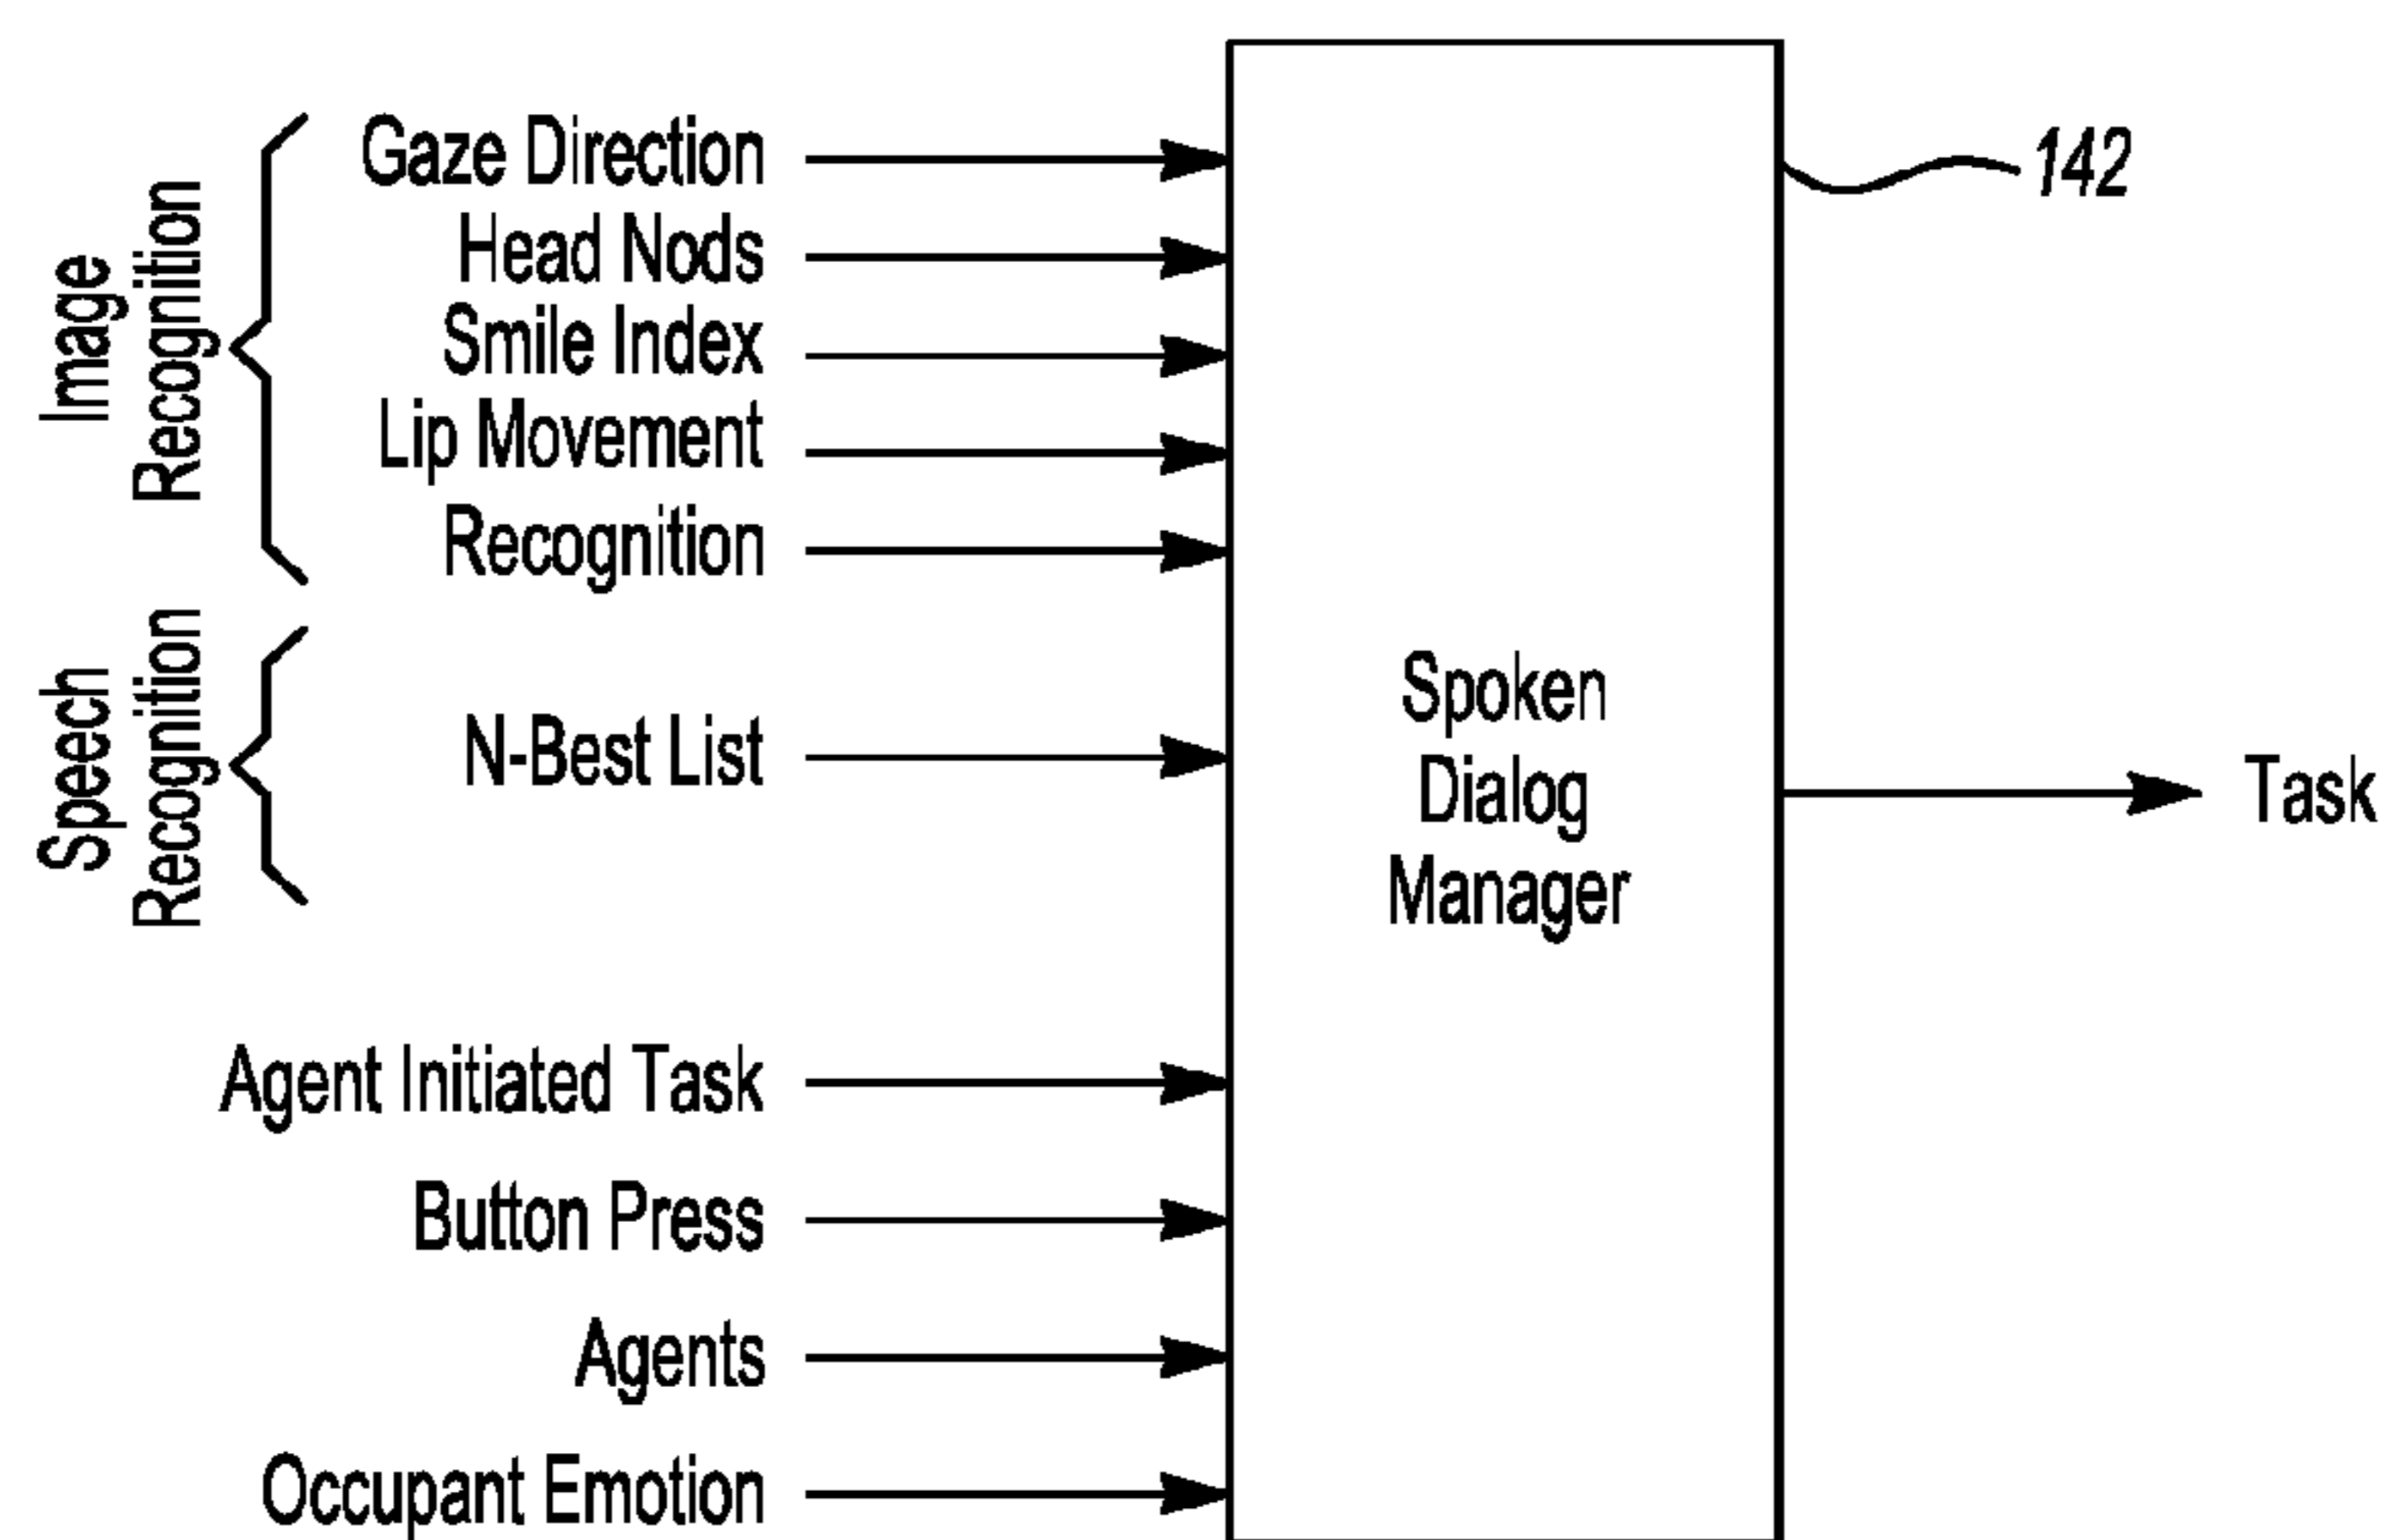 Image
Recognition
Gaze Direction
Head Nods
Smile Index
Lip Movement
Recognition
Speech
Recognition
N-Best List
Agent Initiated Task
Button Press
Agents
Occupant Emotion
Spoken
Dialog
Manager
142
Task